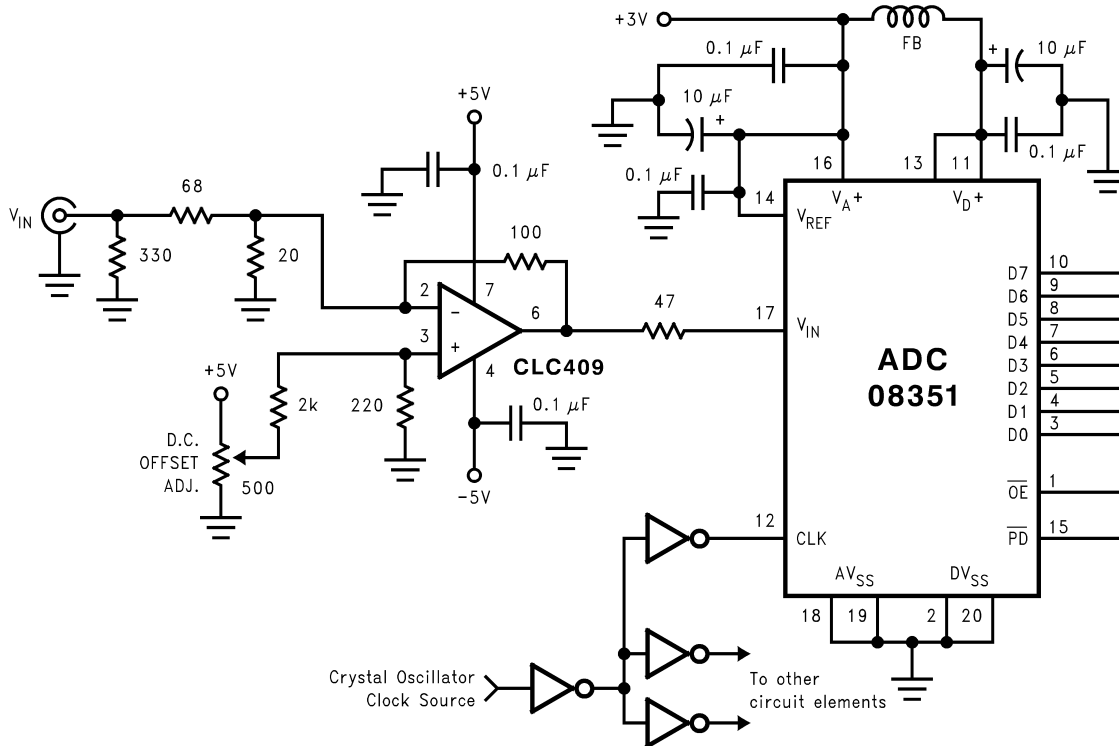 +3V
FB
0.1 μF
10 μF
+
+
10 μF
0.1 μF
0.1 μF
+5V
0.1 μF
16
13
11
14
V_A+
V_D+
V_REF
V_IN
68
330
20
100
2
7
−
6
47
17
V_IN
3
+
4
CLC409
ADC
08351
D7 10
D6 9
D5 8
D4 7
D3 6
D2 5
D1 4
D0 3
OE 1
PD 15
+5V
2k
220
0.1 μF
D.C.
OFFSET
ADJ.
500
−5V
12
CLK
AV_SS
DV_SS
18
19
2
20
Crystal Oscillator
Clock Source
To other
circuit elements